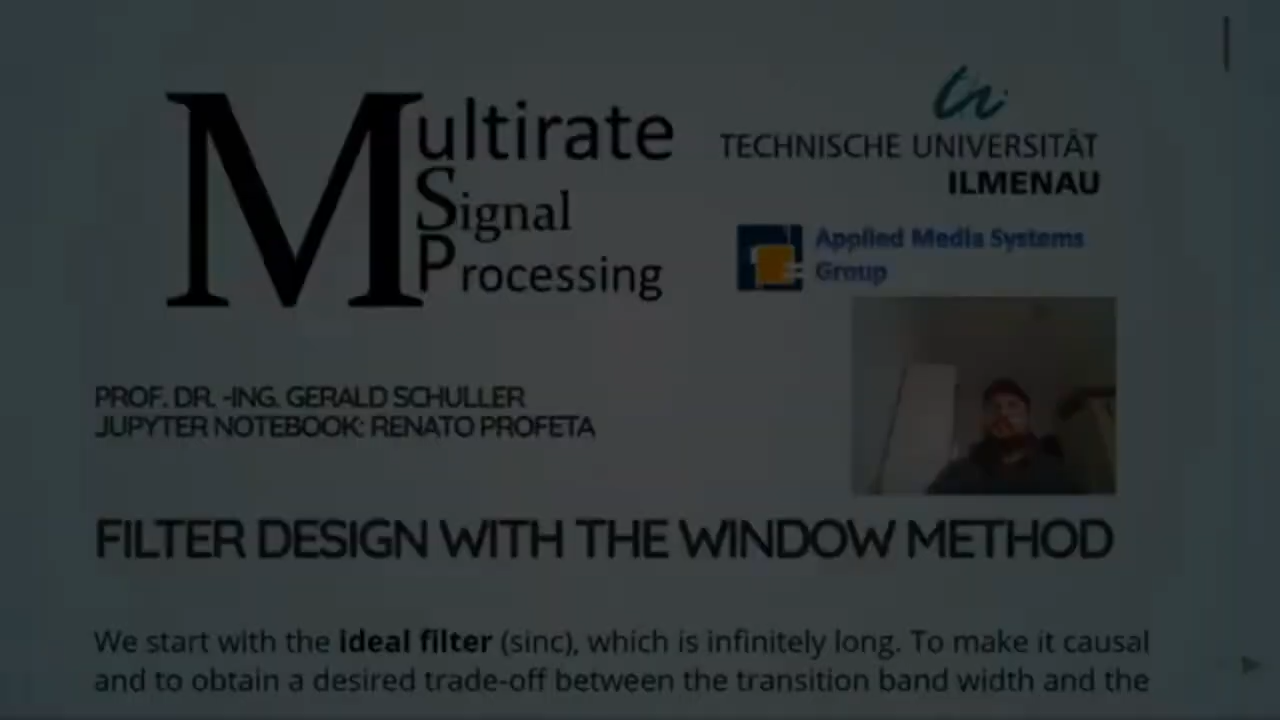 Multirate
Signal
Processing
TECHNISCHE UNIVERSITÄT
ILMENAU
Applied Media Systems
Group
PROF. DR. -ING. GERALD SCHULLER
JUPYTER NOTEBOOK: RENATO PROFETA
FILTER DESIGN WITH THE WINDOW METHOD
We start with the ideal filter (sinc), which is infinitely long. To make it causal
and to obtain a desired trade-off between the transition band width and the